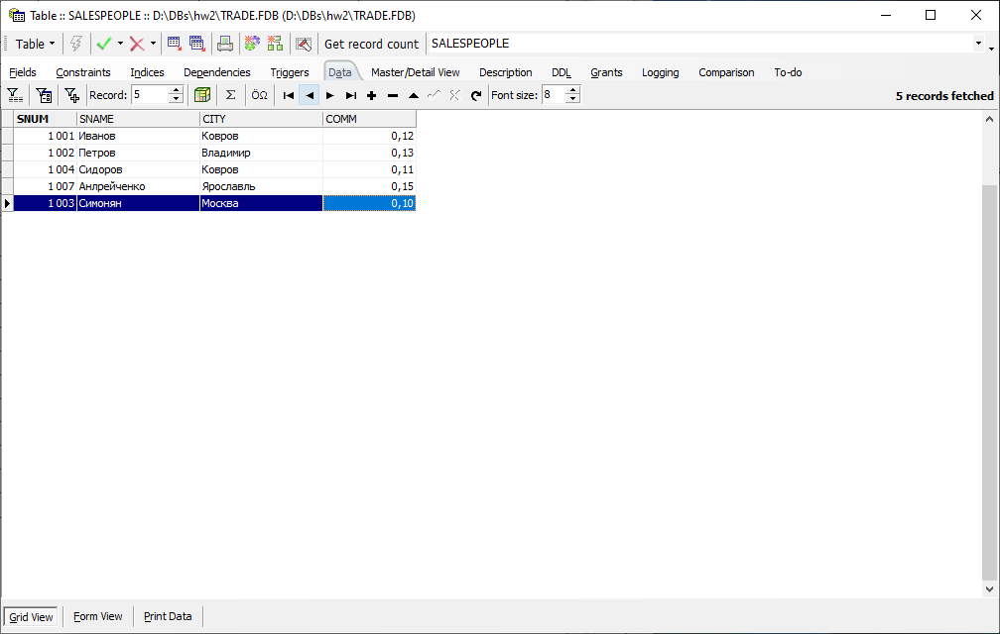 Table :: SALESPEOPLE :: D:\DBs\hw2\TRADE.FDB (D:\DBs\hw2\TRADE.FDB)
Table Get record count SALESPEOPLE
Fields Constraints Indices Dependencies Triggers Data Master/Detail View Description DDL Grants Logging Comparison To-do
Record: 5 Σ ÖΩ Font size: 8 5 records fetched
SNUM SNAME CITY COMM
1 001 Иванов Ковров 0,12
1 002 Петров Владимир 0,13
1 004 Сидоров Ковров 0,11
1 007 Анлрейченко Ярославль 0,15
1 003 Симонян Москва 0,10
Grid View Form View Print Data